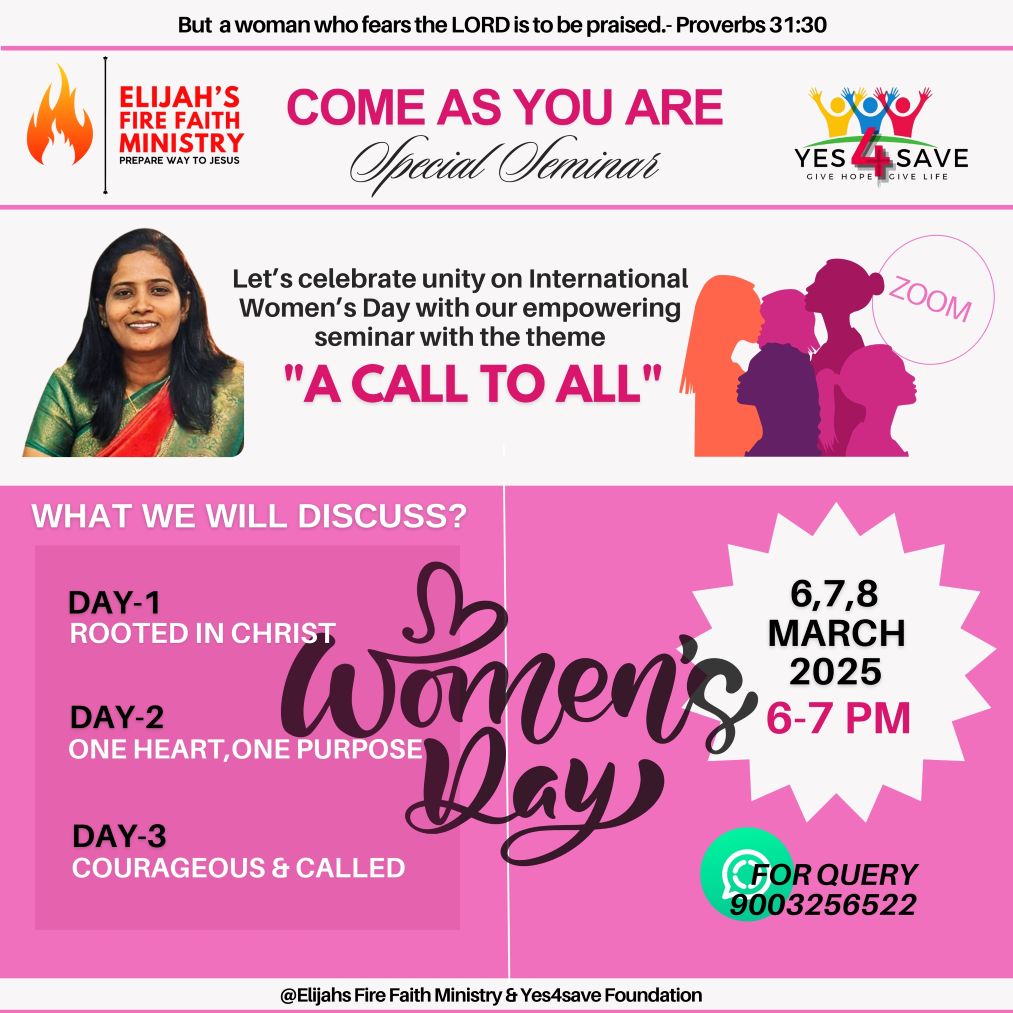 But a woman who fears the LORD is to be praised.- Proverbs 31:30
ELIJAH'S
FIRE FAITH
MINISTRY
PREPARE WAY TO JESUS
COME AS YOU ARE
Special Seminar
YES 4 SAVE
GIVE HOPE GIVE LIFE
Let's celebrate unity on International
Women's Day with our empowering
seminar with the theme
"A CALL TO ALL"
ZOOM
WHAT WE WILL DISCUSS?
DAY-1
ROOTED IN CHRIST
DAY-2
ONE HEART,ONE PURPOSE
DAY-3
COURAGEOUS & CALLED
Women's
Day
6,7,8
MARCH
2025
6-7 PM
FOR QUERY
9003256522
@Elijahs Fire Faith Ministry & Yes4save Foundation